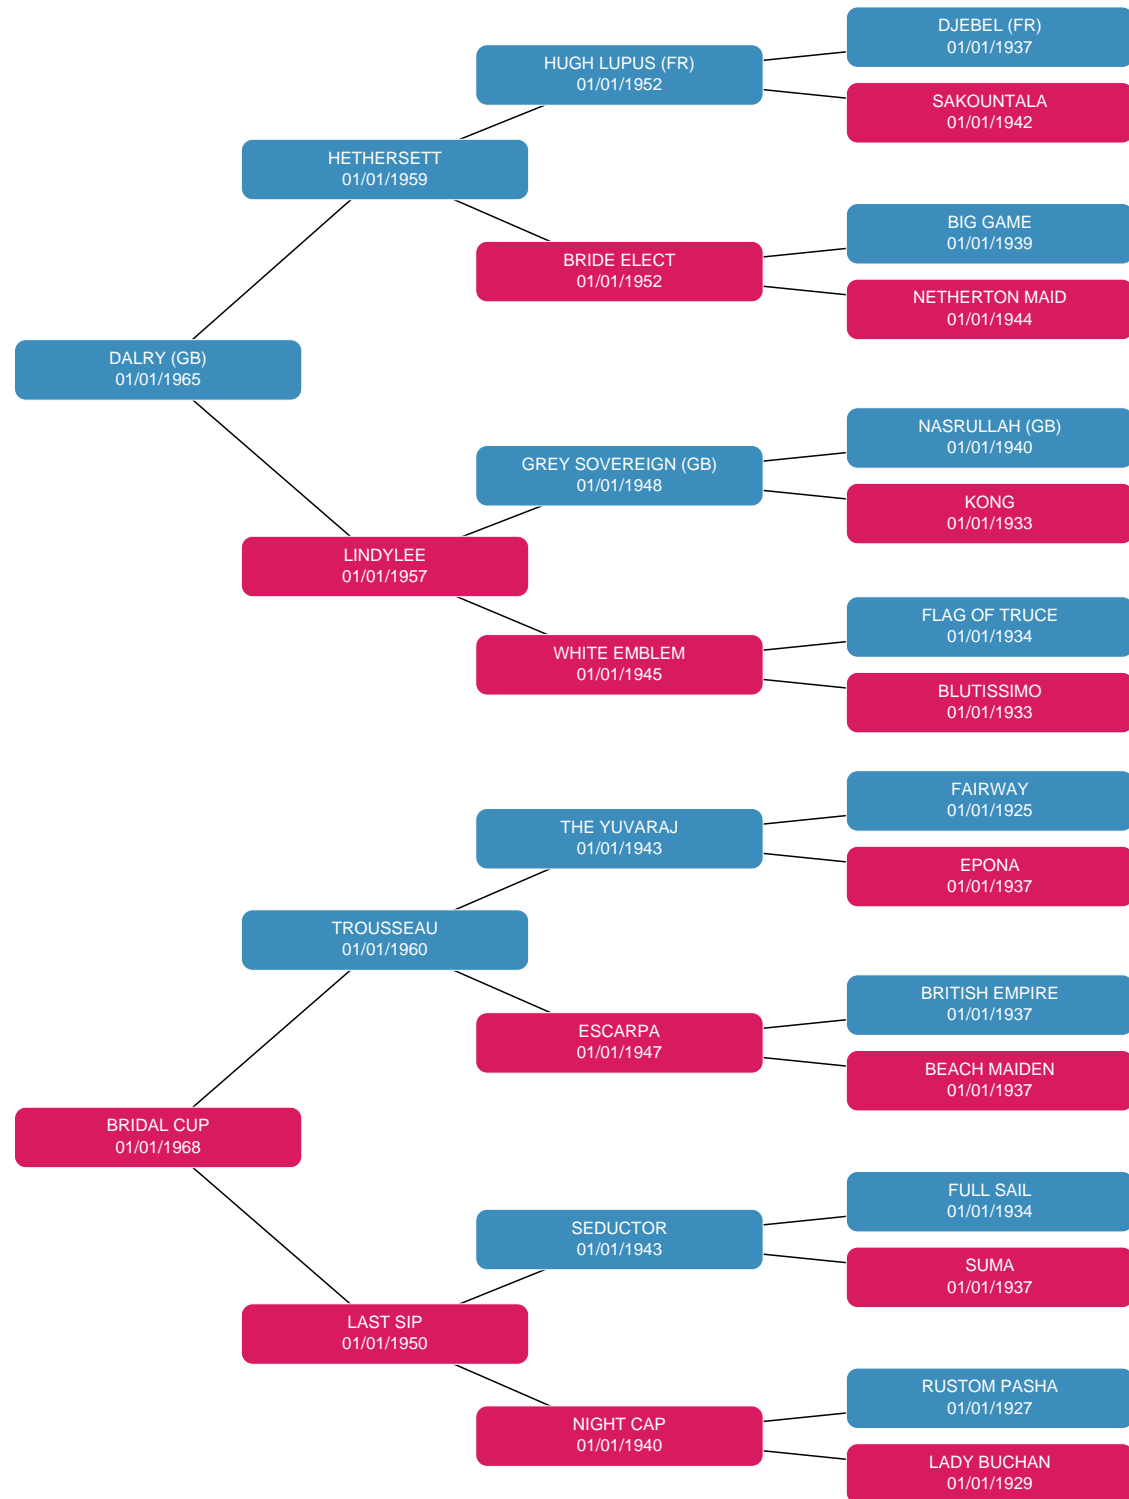 DJEBEL (FR)
01/01/1937
HUGH LUPUS (FR)
01/01/1952
SAKOUNTALA
01/01/1942
HETHERSETT
01/01/1959
BIG GAME
01/01/1939
BRIDE ELECT
01/01/1952
NETHERTON MAID
01/01/1944
DALRY (GB)
01/01/1965
NASRULLAH (GB)
01/01/1940
GREY SOVEREIGN (GB)
01/01/1948
KONG
01/01/1933
LINDYLEE
01/01/1957
FLAG OF TRUCE
01/01/1934
WHITE EMBLEM
01/01/1945
BLUTISSIMO
01/01/1933
FAIRWAY
01/01/1925
THE YUVARAJ
01/01/1943
EPONA
01/01/1937
TROUSSEAU
01/01/1960
BRITISH EMPIRE
01/01/1937
ESCARPA
01/01/1947
BEACH MAIDEN
01/01/1937
BRIDAL CUP
01/01/1968
FULL SAIL
01/01/1934
SEDUCTOR
01/01/1943
SUMA
01/01/1937
LAST SIP
01/01/1950
RUSTOM PASHA
01/01/1927
NIGHT CAP
01/01/1940
LADY BUCHAN
01/01/1929